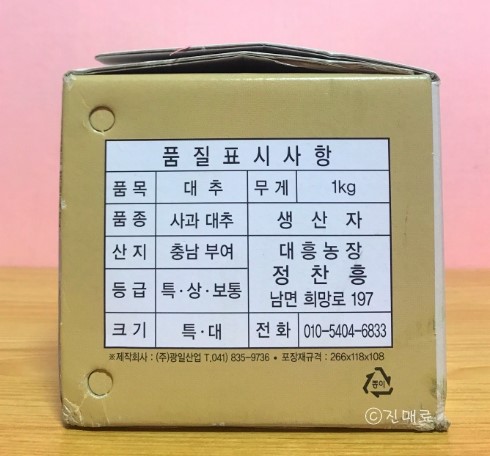 품질표시사항
품목 대추 무게 1kg
품종 사과 대추 생산자
산지 충남 부여 대흥농장
정찬흥
등급 특·상·보통 남면 희망로 197
크기 특·대 전화 010-5404-6833
※제작회사 : (주)광일산업 T,041) 835-9736 • 포장재규격 : 266x118x108
종이
©진매료